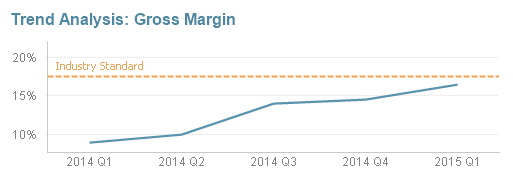 Trend Analysis: Gross Margin
20%
Industry Standard
15%
10%
2014 Q1 2014 Q2 2014 Q3 2014 Q4 2015 Q1